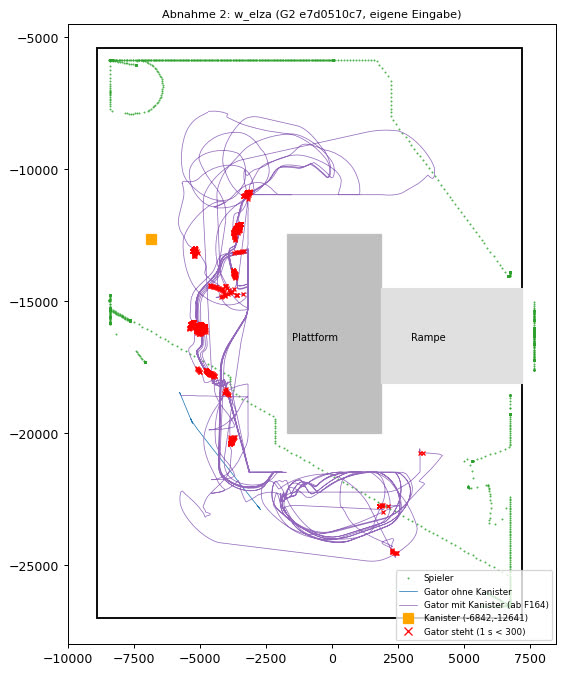 Abnahme 2: w_elza (G2 e7d0510c7, eigene Eingabe)
−5000
−10000
−15000
−20000
−25000
Plattform
Rampe
Spieler
Gator ohne Kanister
Gator mit Kanister (ab F164)
Kanister (-6842,-12641)
Gator steht (1 s < 300)
−10000
−7500
−5000
−2500
0
2500
5000
7500